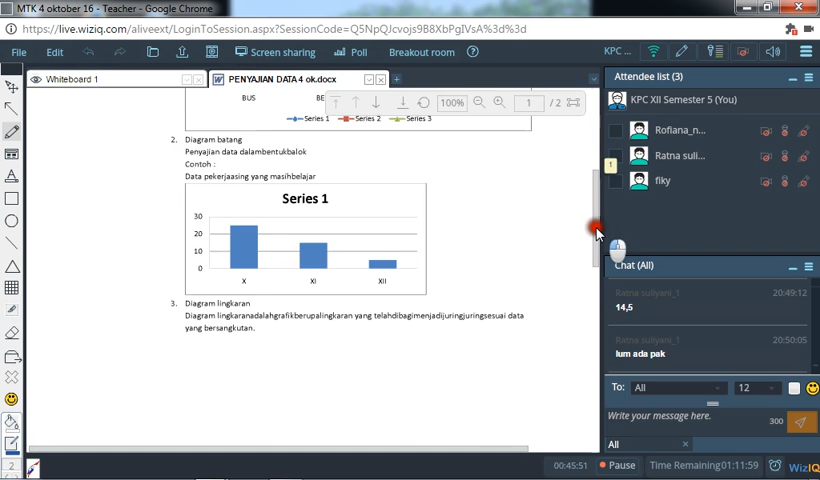 MTK 4 oktober 16 - Teacher - Google Chrome
https://live.wiziq.com/aliveext/LoginToSession.aspx?SessionCode=Q5NpQJcvojs9B8XbPgIVsA%3d%3d
File Edit Screen sharing Poll Breakout room KPC ...
Whiteboard 1
PENYAJIAN DATA 4 ok.docx
100%
1 / 2
BUS
BE
Series 1 Series 2 Series 3
2. Diagram batang
Penyajian data dalambentukbalok
Contoh :
Data pekerjaasing yang masihbelajar
Series 1
30
20
10
0
X XI XII
3. Diagram lingkaran
Diagram lingkaranadalahgrafikberupalingkaran yang telahdibagimenjadijuringjuringsesuai data
yang bersangkutan.
Attendee list (3)
KPC XII Semester 5 (You)
Rofiana_n...
Ratna suli...
1
fIky
Chat (All)
Ratna suliyani_1 20:49:12
14,5
Ratna suliyani_1 20:50:05
lum ada pak
To: All 12
Write your message here.
300
All
2
00:45:51 Pause Time Remaining01:11:59 WizIQ